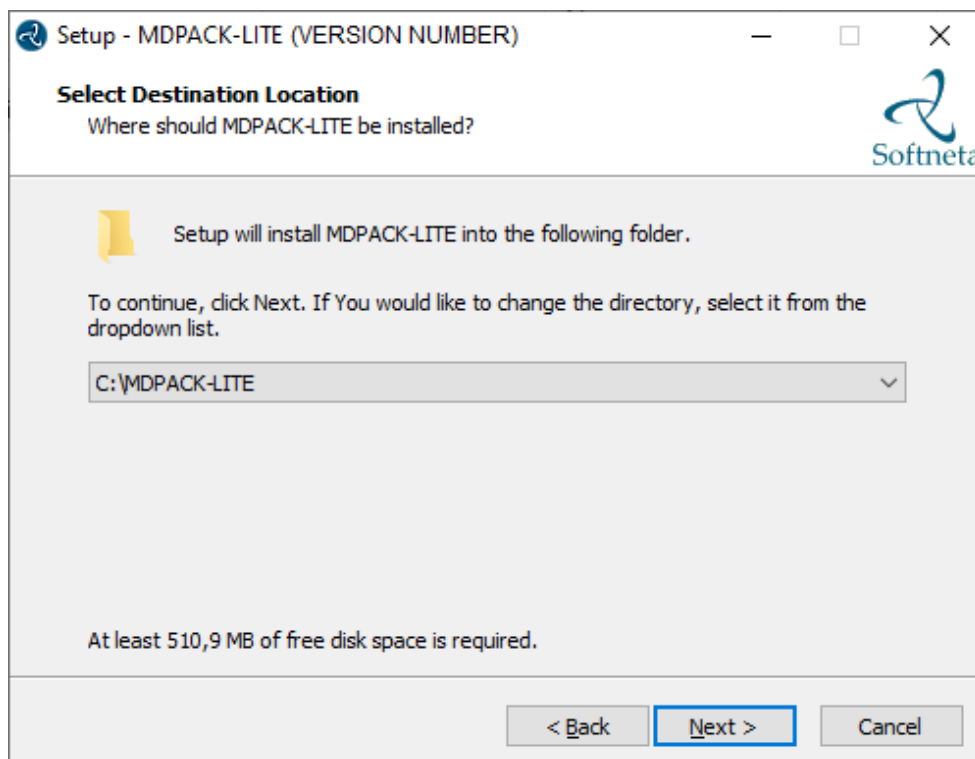 Setup - MDPACK-LITE (VERSION NUMBER)
Select Destination Location
Where should MDPACK-LITE be installed?
Softneta
Setup will install MDPACK-LITE into the following folder.
To continue, click Next. If You would like to change the directory, select it from the
dropdown list.
C:\MDPACK-LITE
At least 510,9 MB of free disk space is required.
< Back
Next >
Cancel